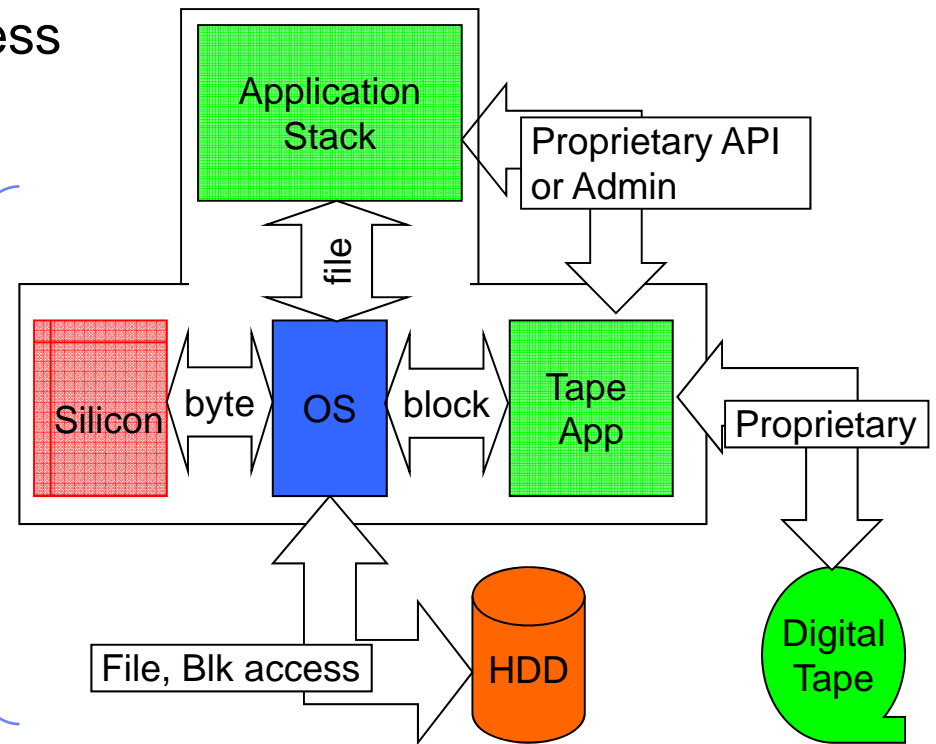 ess
Application
Stack
Proprietary API
or Admin
file
Silicon
byte
OS
block
Tape
App
Proprietary
File, Blk access
HDD
Digital
Tape